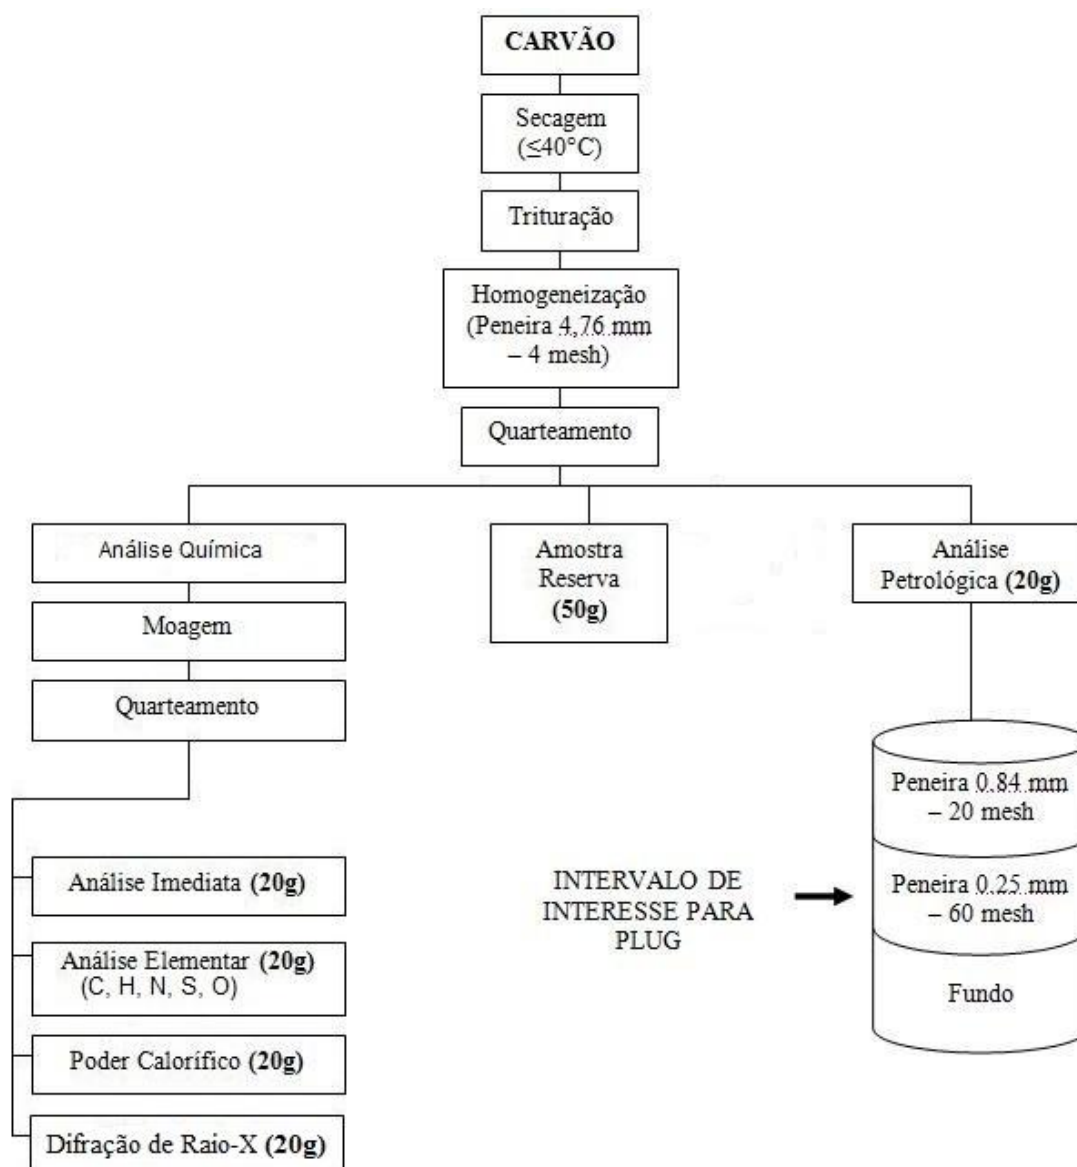 CARVÃO
Secagem
(≤40°C)
Trituração
Homogeneização
(Peneira 4,76 mm
– 4 mesh)
Quarteamento
Análise Química
Moagem
Quarteamento
Análise Imediata (20g)
Análise Elementar (20g)
(C, H, N, S, O)
Poder Calorífico (20g)
Difração de Raio-X (20g)
Amostra
Reserva
(50g)
Análise
Petrológica (20g)
INTERVALO DE
INTERESSE PARA
PLUG
Peneira 0.84 mm
– 20 mesh
Peneira 0.25 mm
– 60 mesh
Fundo